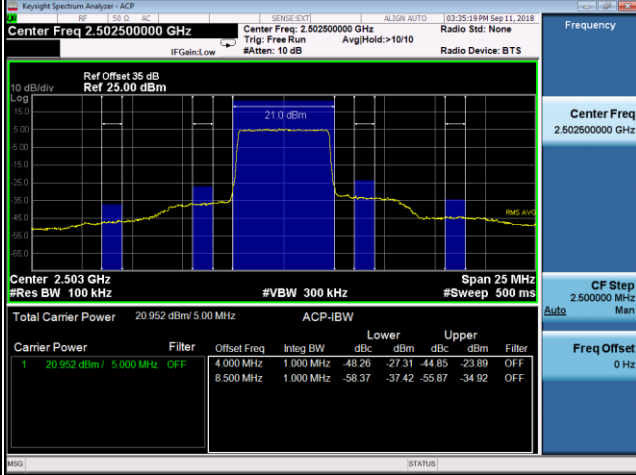 Keysight Spectrum Analyzer - ACP
RF 50 Ω AC SENSE:EXT ALIGN AUTO 03:35:19 PM Sep 11, 2018
Center Freq 2.502500000 GHz
Center Freq: 2.502500000 GHz
Radio Std: None
Trig: Free Run
Avg|Hold:>10/10
IFGain:Low
#Atten: 10 dB
Radio Device: BTS
Frequency
Ref Offset 35 dB
10 dB/div
Ref 25.00 dBm
Log
15.0
5.00
-5.00
-15.0
-25.0
-35.0
-45.0
-55.0
-65.0
21.0 dBm
RMS AVG
Center 2.503 GHz
Span 25 MHz
#Res BW 100 kHz
#VBW 300 kHz
#Sweep 500 ms
Total Carrier Power 20.952 dBm/ 5.00 MHz
ACP-IBW
Lower Upper
Carrier Power Filter
Offset Freq Integ BW dBc dBm dBc dBm Filter
1 20.952 dBm / 5.000 MHz OFF
4.000 MHz 1.000 MHz -48.26 -27.31 -44.85 -23.89 OFF
8.500 MHz 1.000 MHz -58.37 -37.42 -55.87 -34.92 OFF
Center Freq
2.502500000 GHz
CF Step
2.500000 MHz
Auto Man
Freq Offset
0 Hz
MSG
STATUS